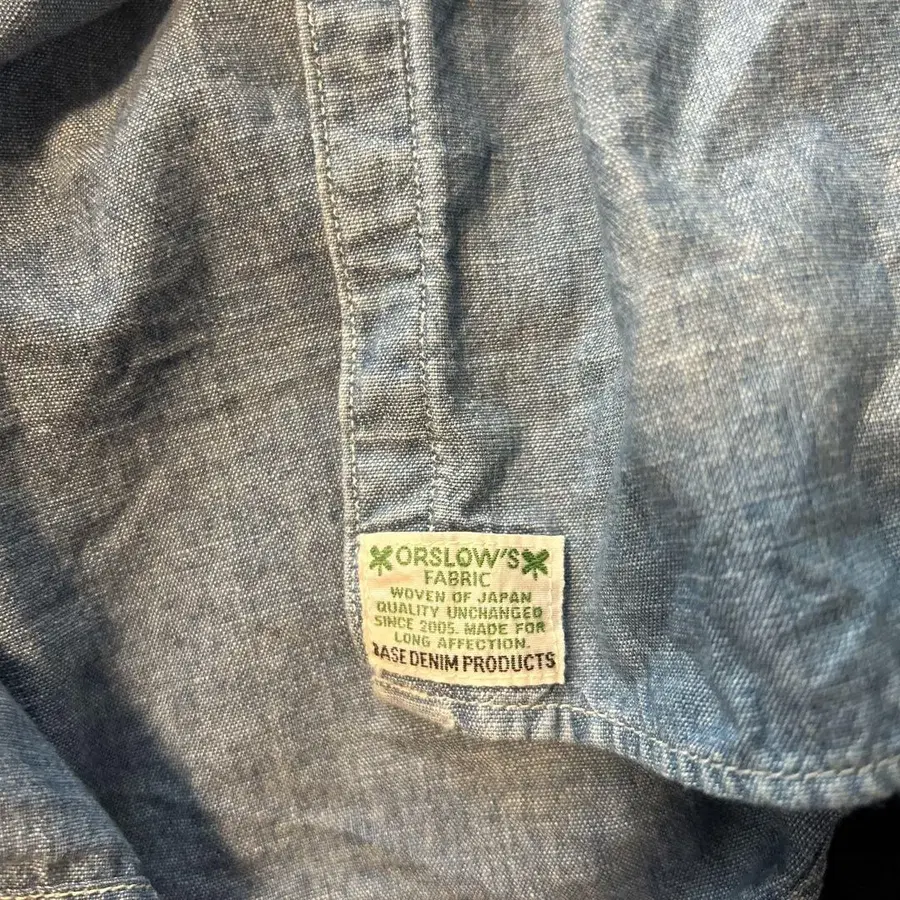 ORSLOW'S
FABRIC
WOVEN OF JAPAN
QUALITY UNCHANGED
SINCE 2005. MADE FOR
LONG AFFECTION.
BASE DENIM PRODUCTS